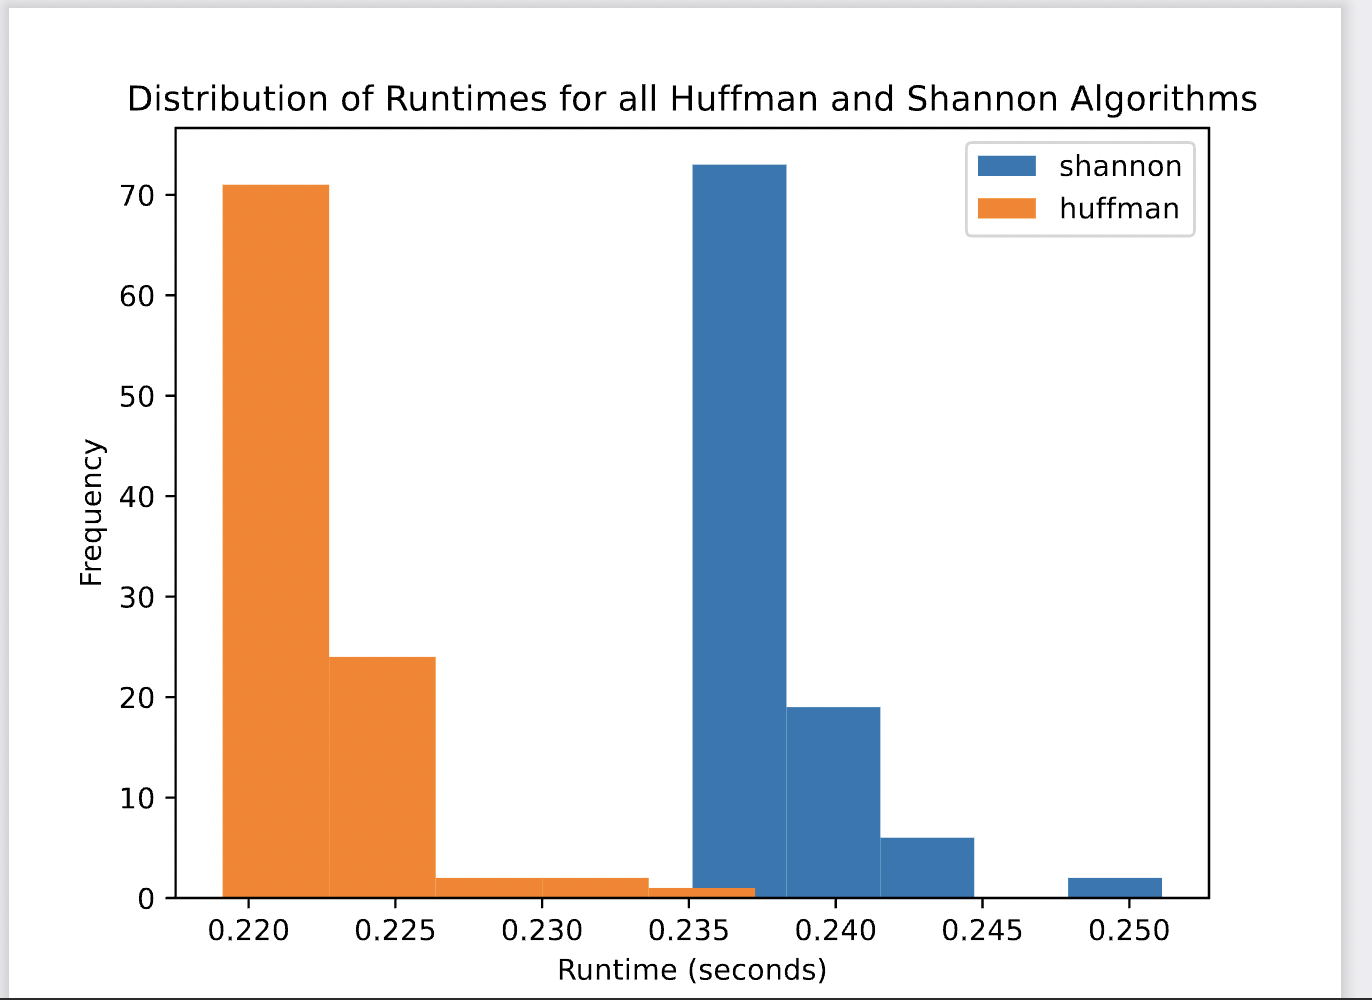 Distribution of Runtimes for all Huffman and Shannon Algorithms
shannon
huffman
70
60
50
40
30
20
10
0
Frequency
0.220 0.225 0.230 0.235 0.240 0.245 0.250
Runtime (seconds)